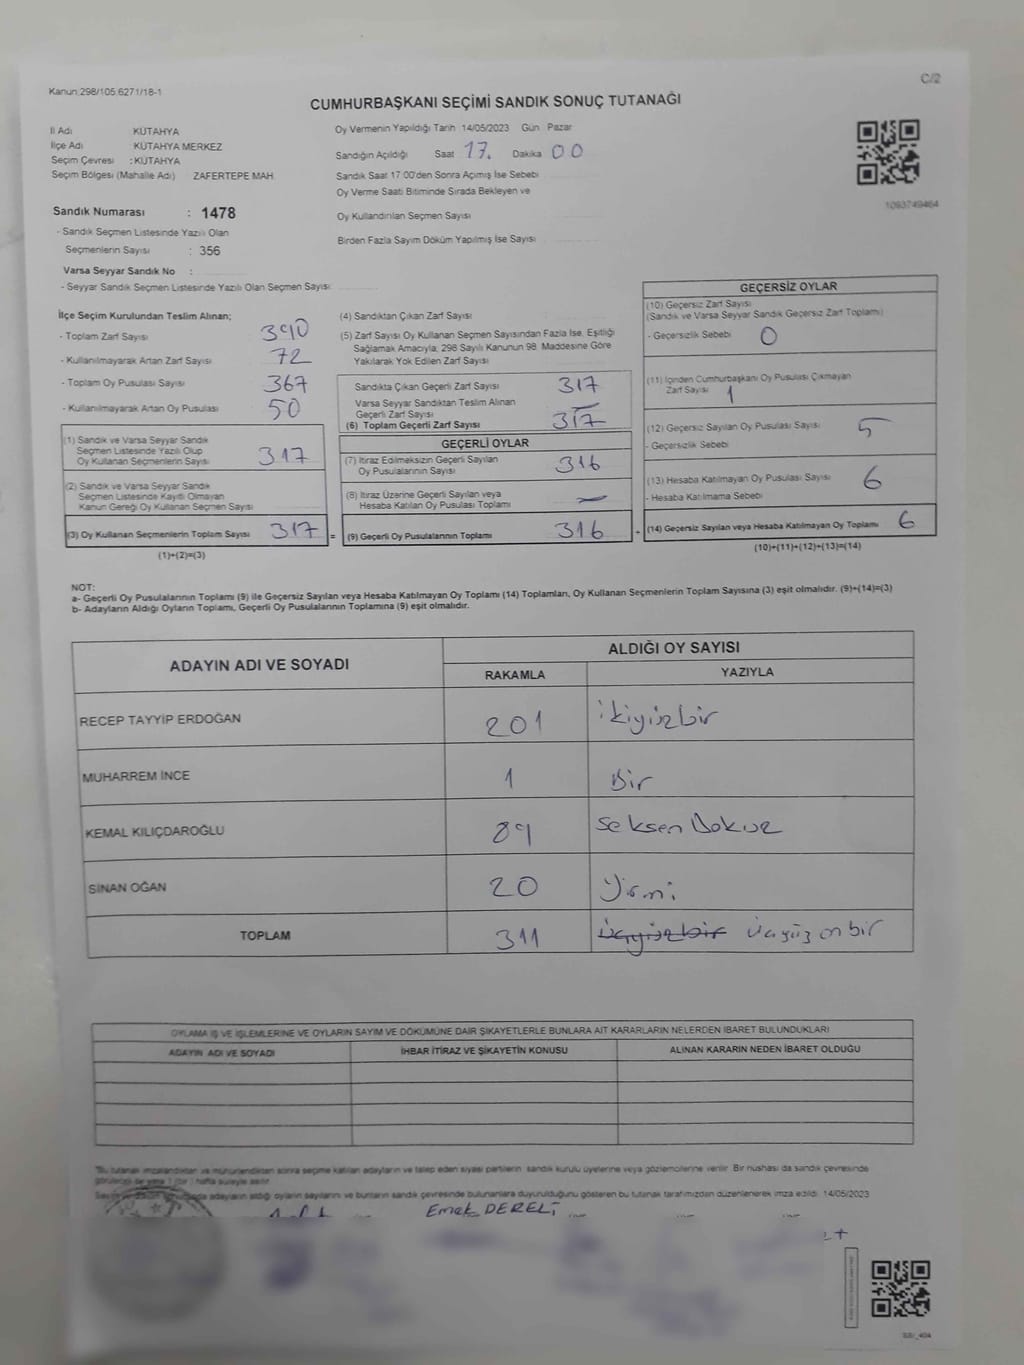 C/2
Kanun:298/105.6271/18-1
CUMHURBAŞKANI SEÇİMİ SANDIK SONUÇ TUTANAĞI
İl Adı KÜTAHYA
İlçe Adı KÜTAHYA MERKEZ
Seçim Çevresi : KÜTAHYA
Seçim Bölgesi (Mahalle Adı) ZAFERTEPE MAH.
Oy Vermenin Yapıldığı Tarih 14/05/2023 Gün Pazar
Sandığın Açıldığı Saat 17. Dakika 00
Sandık Saat 17:00'den Sonra Açımış İse Sebebi
Oy Verme Saati Bitiminde Sırada Bekleyen ve
Oy Kullandırılan Seçmen Sayısı
Birden Fazla Sayım Döküm Yapılmış İse Sayısı
1093749464
Sandık Numarası : 1478
- Sandık Seçmen Listesinde Yazılı Olan
Seçmenlerin Sayısı : 356
Varsa Seyyar Sandık No :
- Seyyar Sandık Seçmen Listesinde Yazılı Olan Seçmen Sayısı:
İlçe Seçim Kurulundan Teslim Alınan;
- Toplam Zarf Sayısı 390
- Kullanılmayarak Artan Zarf Sayısı 72
- Toplam Oy Pusulası Sayısı 367
- Kullanılmayarak Artan Oy Pusulası 50
(1) Sandık ve Varsa Seyyar Sandık
Seçmen Listesinde Yazılı Olup
Oy Kullanan Seçmenlerin Sayısı 317
(2) Sandık ve Varsa Seyyar Sandık
Seçmen Listesinde Kayıtlı Olmayan
Kanun Gereği Oy Kullanan Seçmen Sayısı
(3) Oy Kullanan Seçmenlerin Toplam Sayısı 317 =
(1)+(2)=(3)
(4) Sandıktan Çıkan Zarf Sayısı
(5) Zarf Sayısı Oy Kullanan Seçmen Sayısından Fazla İse, Eşitliği
Sağlamak Amacıyla, 298 Sayılı Kanunun 98. Maddesine Göre
Yakılarak Yok Edilen Zarf Sayısı
Sandıkta Çıkan Geçerli Zarf Sayısı 317
Varsa Seyyar Sandıktan Teslim Alınan
Geçerli Zarf Sayısı -
(6) Toplam Geçerli Zarf Sayısı 317
GEÇERLİ OYLAR
(7) İtiraz Edilmeksizin Geçerli Sayılan
Oy Pusulalarının Sayısı 316
(8) İtiraz Üzerine Geçerli Sayılan veya
Hesaba Katılan Oy Pusulası Toplamı -
(9) Geçerli Oy Pusulalarının Toplamı 316 +
GEÇERSİZ OYLAR
(10) Geçersiz Zarf Sayısı
(Sandık ve Varsa Seyyar Sandık Geçersiz Zarf Toplamı)
- Geçersizlik Sebebi 0
(11) İçinden Cumhurbaşkanı Oy Pusulası Çıkmayan
Zarf Sayısı 1
(12) Geçersiz Sayılan Oy Pusulası Sayısı 5
- Geçersizlik Sebebi
(13) Hesaba Katılmayan Oy Pusulası Sayısı 6
- Hesaba Katılmama Sebebi
(14) Geçersiz Sayılan veya Hesaba Katılmayan Oy Toplamı 6
(10)+(11)+(12)+(13)=(14)
NOT:
a- Geçerli Oy Pusulalarının Toplamı (9) ile Geçersiz Sayılan veya Hesaba Katılmayan Oy Toplamı (14) Toplamları, Oy Kullanan Seçmenlerin Toplam Sayısına (3) eşit olmalıdır. (9)+(14)=(3)
b- Adayların Aldığı Oyların Toplamı, Geçerli Oy Pusulalarının Toplamına (9) eşit olmalıdır.
ADAYIN ADI VE SOYADI ALDIĞI OY SAYISI
RAKAMLA YAZIYLA
RECEP TAYYİP ERDOĞAN 201 ikiyüzbir
MUHARREM İNCE 1 Bir
KEMAL KILIÇDAROĞLU 89 Seksen Dokuz
SİNAN OĞAN 20 Yirmi
TOPLAM 311 Üçyüzbir üçyüz onbir
OYLAMA İŞ VE İŞLEMLERİNE VE OYLARIN SAYIM VE DÖKÜMÜNE DAİR ŞİKAYETLERLE BUNLARA AİT KARARLARIN NELERDEN İBARET BULUNDUKLARI
ADAYIN ADI VE SOYADI İHBAR İTİRAZ VE ŞİKAYETİN KONUSU ALINAN KARARIN NEDEN İBARET OLDUĞU
"Bu tutanak imzalandıktan ve mühürlendikten sonra seçime katılan adayların ve talep eden siyasi partilerin sandık kurulu üyelerine veya gözlemcilerine verilir. Bir nüshası da sandık çevresinde
adayların aldığı oyların sayılarını ve bunların sandık çevresinde bulunanlara duyurulduğunu gösteren bu tutanak tarafımızdan düzenlenerek imza edildi. 14/05/2023
Emek DERELİ